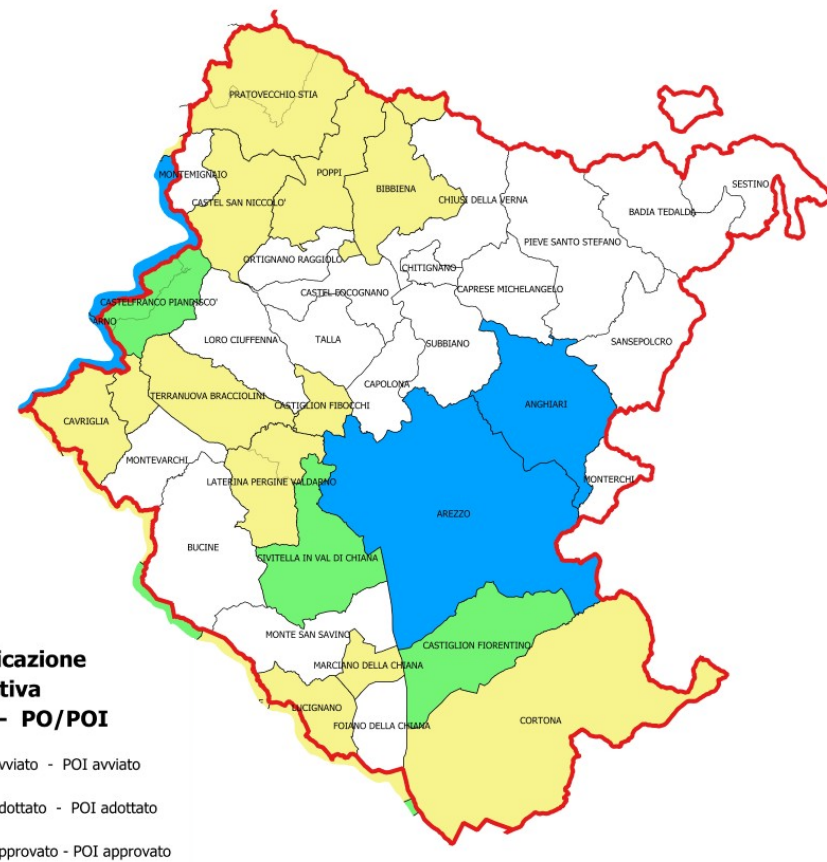 PRATOVECCHIO STIA
MONTEMIGNAIO
POPPI
BIBBIENA
CASTEL SAN NICCOLO'
CHIUSI DELLA VERNA
SESTINO
BADIA TEDALDA
PIEVE SANTO STEFANO
ORTIGNANO RAGGIOLO
CHITIGNANO
CAPRESE MICHELANGELO
CASTEL FOCOGNANO
CASTELFRANCO PIANDISCO'
ARNO
LORO CIUFFENNA
TALLA
SUBBIANO
SANSEPOLCRO
CAPOLONA
TERRANUOVA BRACCIOLINI
CASTIGLION FIBOCCHI
ANGHIARI
CAVRIGLIA
MONTEVARCHI
LATERINA PERGINE VALDARNO
MONTERCHI
AREZZO
BUCINE
CIVITELLA IN VAL DI CHIANA
MONTE SAN SAVINO
CASTIGLION FIORENTINO
MARCIANO DELLA CHIANA
LUCIGNANO
FOIANO DELLA CHIANA
CORTONA
icazione
tiva
- PO/POI
vviato - POI avviato
dottato - POI adottato
pprovato - POI approvato